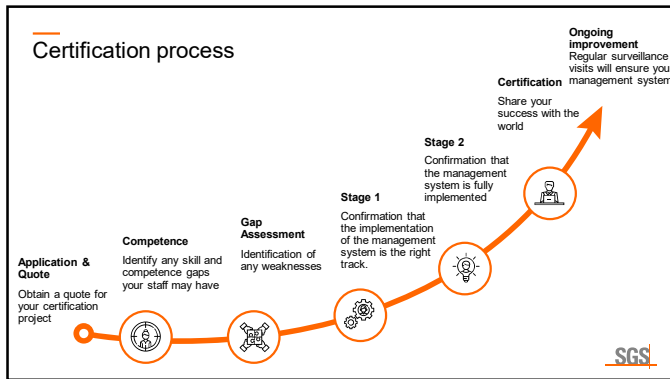 Certification process
Application &
Quote
Obtain a quote for
your certification
project
Competence
Identify any skill and
competence gaps
your staff may have
Gap
Assessment
Identification of
any weaknesses
Stage 1
Confirmation that
the implementation
of the management
system is the right
track.
Stage 2
Confirmation that
the management
system is fully
implemented
Certification
Share your
success with the
world
Ongoing
improvement
Regular surveillance
visits will ensure you
management system
SGS